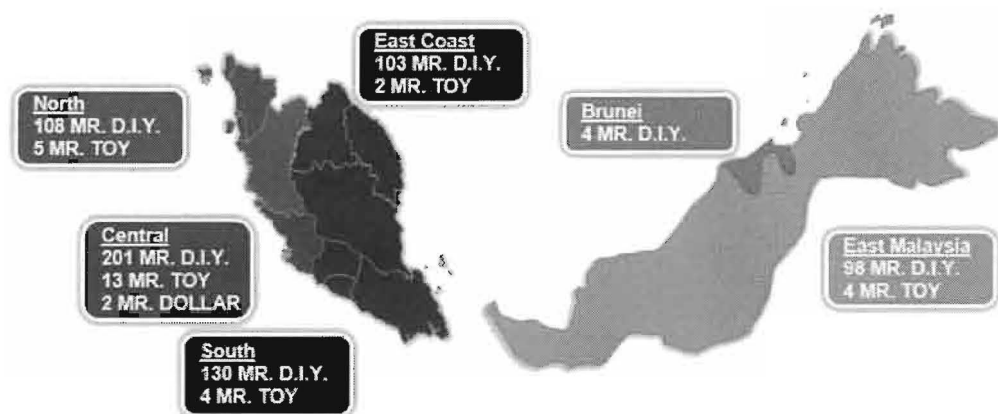 East Coast
103 MR. D.I.Y.
2 MR. TOY
North
108 MR. D.I.Y.
5 MR. TOY
Brunei
4 MR. D.I.Y.
Central
201 MR. D.I.Y.
13 MR. TOY
2 MR. DOLLAR
East Malaysia
98 MR. D.I.Y.
4 MR. TOY
South
130 MR. D.I.Y.
4 MR. TOY